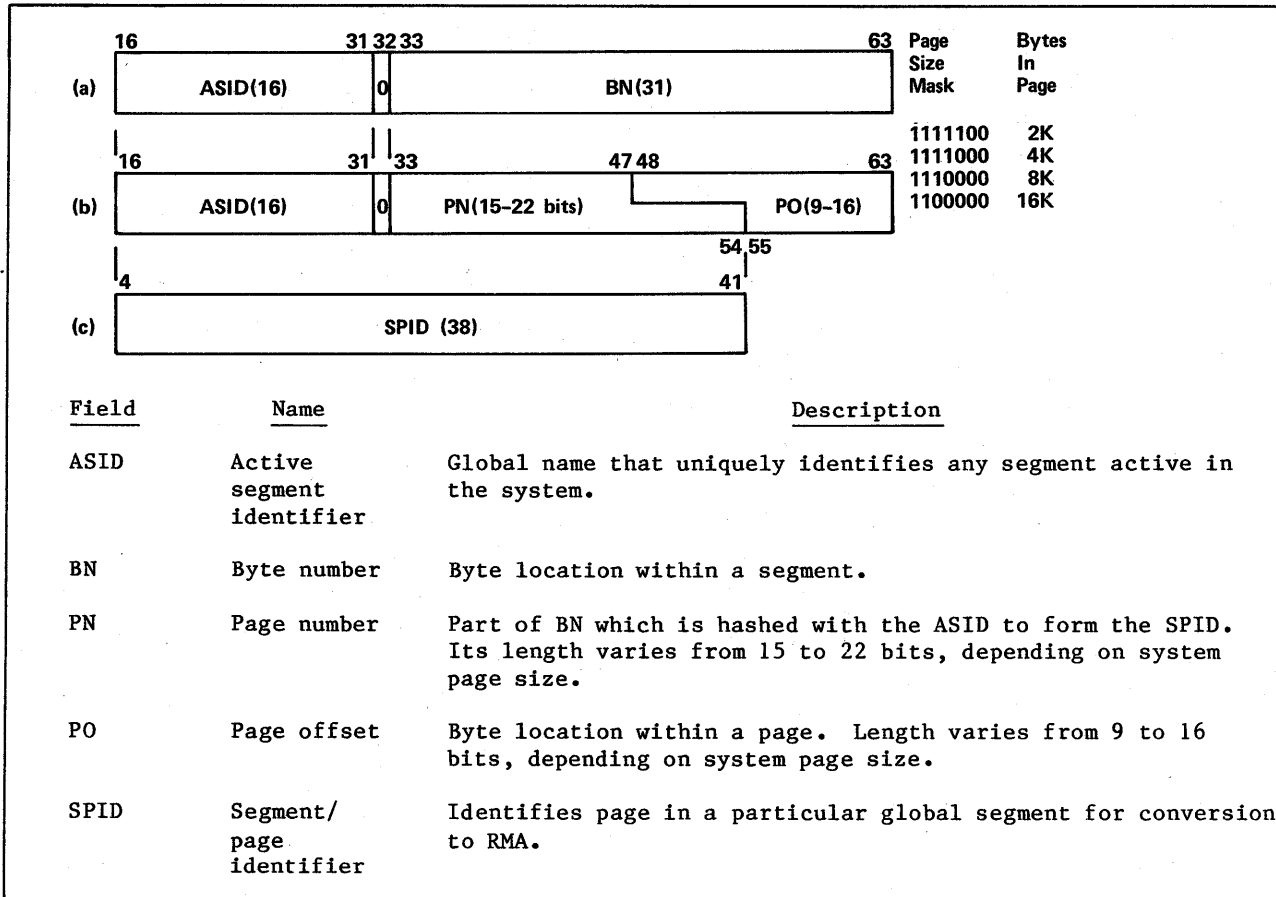 16 31 32 33 63 Page Bytes
Size In
Mask Page
(a) ASID(16) 0 BN(31)
1111100 2K
16 31 33 47 48 63 1111000 4K
1110000 8K
(b) ASID(16) 0 PN(15–22 bits) PO(9–16) 1100000 16K
54 55
4 41
(c) SPID (38)
Field Name Description
ASID Active Global name that uniquely identifies any segment active in
segment the system.
identifier
BN Byte number Byte location within a segment.
PN Page number Part of BN which is hashed with the ASID to form the SPID.
Its length varies from 15 to 22 bits, depending on system
page size.
PO Page offset Byte location within a page. Length varies from 9 to 16
bits, depending on system page size.
SPID Segment/ Identifies page in a particular global segment for conversion
page to RMA.
identifier